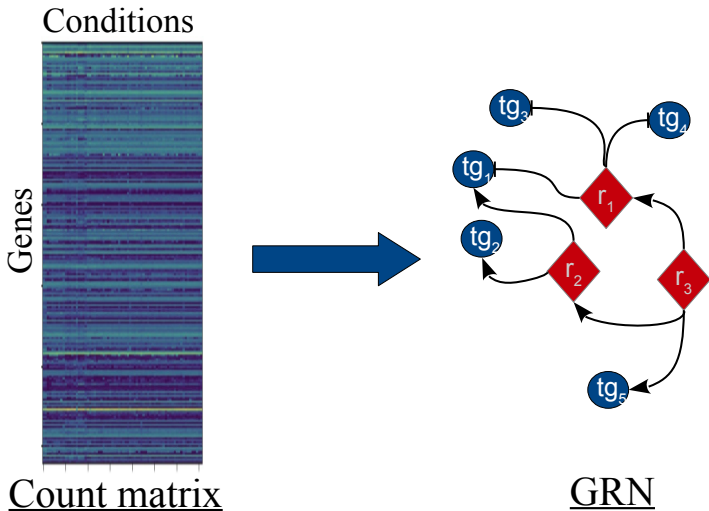 Conditions
Genes
Count matrix
tg₃
tg₄
tg₁
r₁
tg₂
r₂
r₃
tg₅
GRN